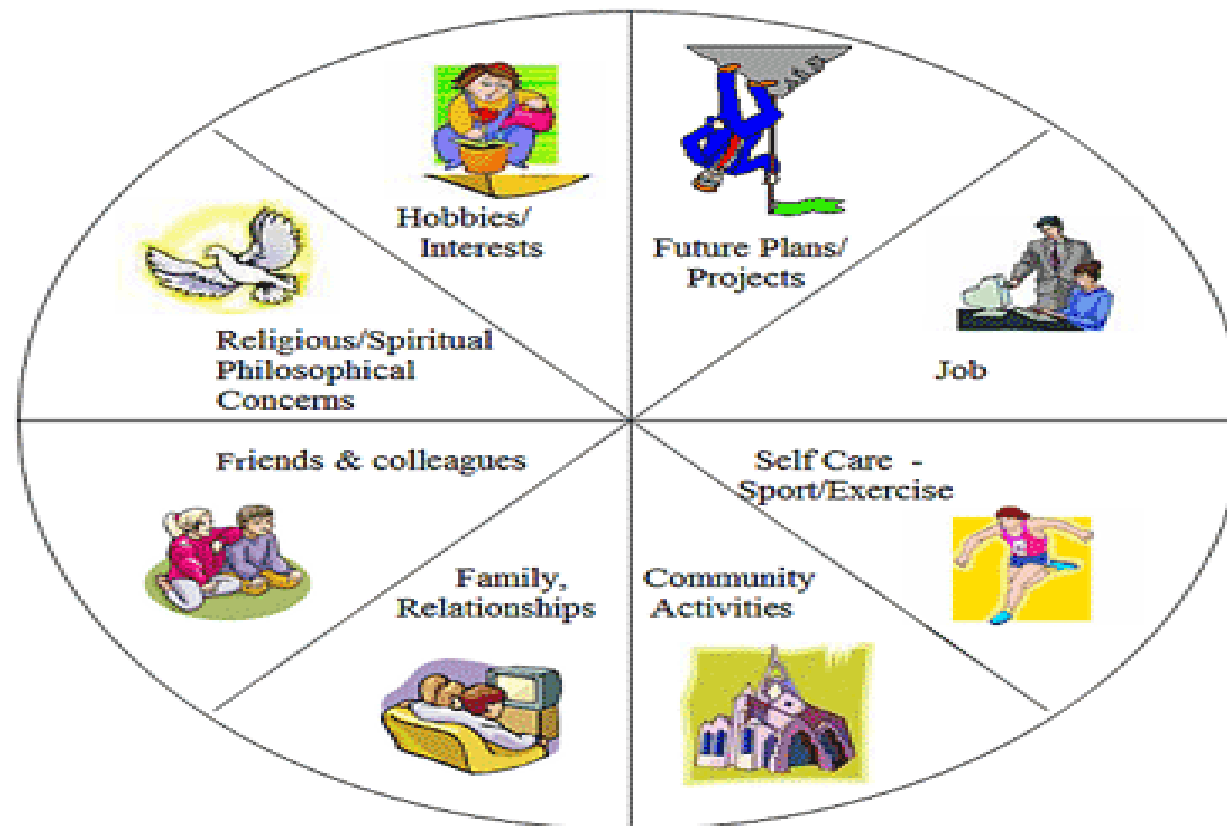 Hobbies/
Interests
Future Plans/
Projects
Religious/Spiritual
Philosophical
Concerns
Job
Friends & colleagues
Self Care -
Sport/Exercise
Family,
Relationships
Community
Activities